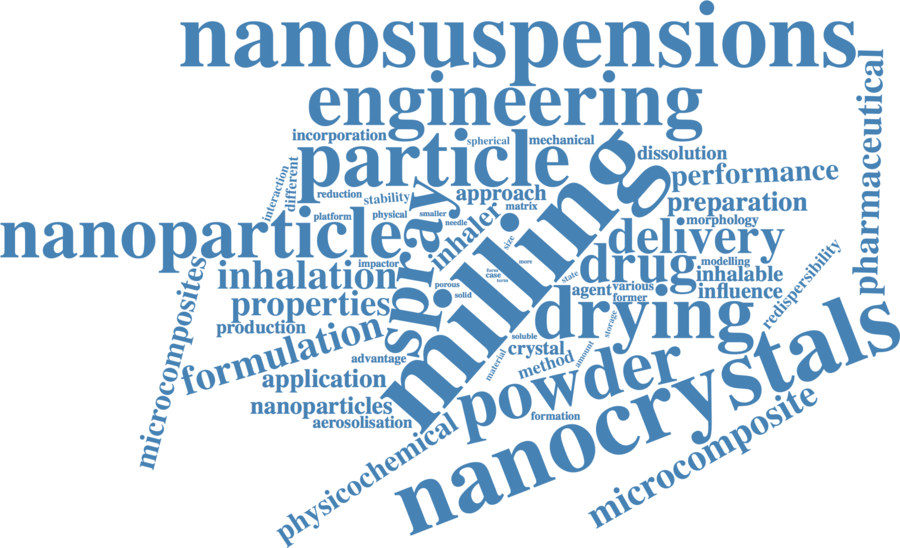 nanosuspensions
engineering
pharmaceutical
incorporation
spherical
mechanical
particle
milling
dissolution
performance
interaction
different
reduction
stability
approach
matrix
preparation
nanoparticle
platform
physical
smaller
needle
spray
inhaler
size
morphology
delivery
drug
modelling
inhalable
redispersibility
microcomposites
inhalation
impactor
more
form
case
term
state
agent
various
former
influence
properties
porous
solid
drying
storage
production
formulation
advantage
soluble
crystal
method
amount
material
application
powder
nanocrystals
nanoparticles
aerosolisation
formation
physicochemical
microcomposite